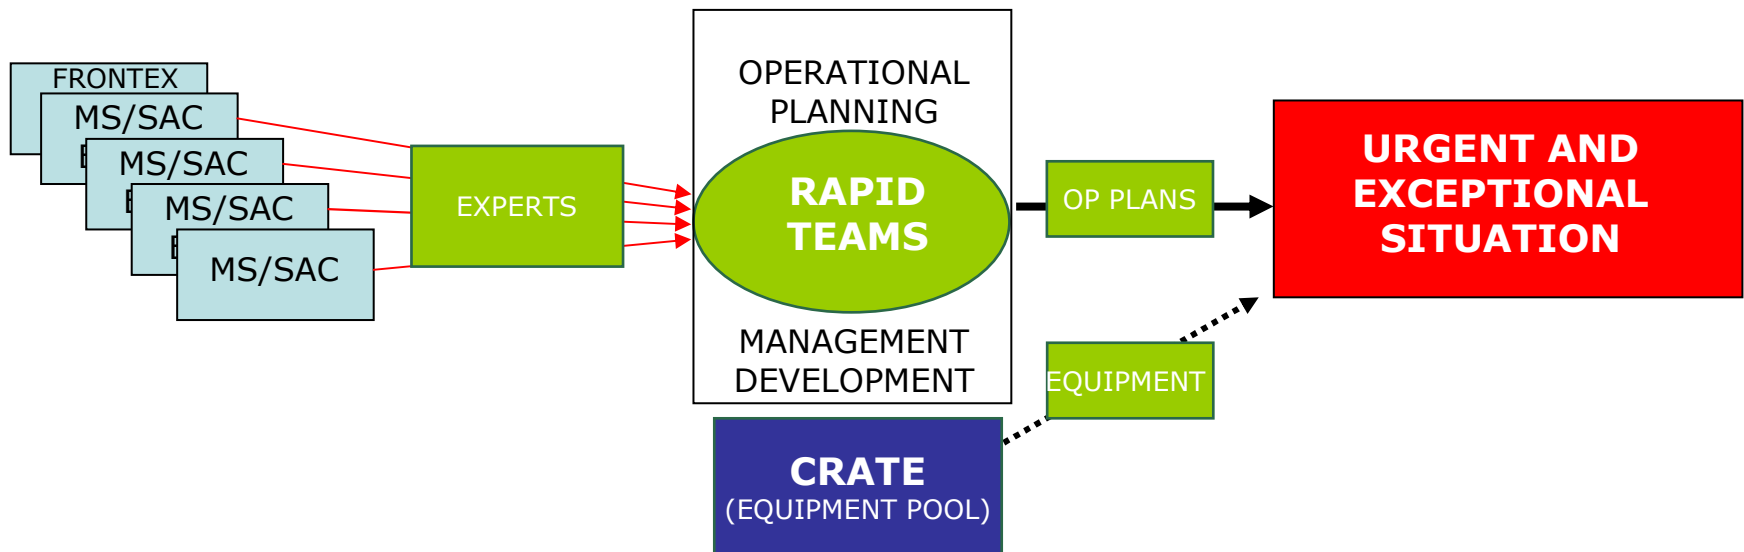 FRONTEX
MS/SAC
MS/SAC
MS/SAC
MS/SAC
EXPERTS
OPERATIONAL
PLANNING
RAPID
TEAMS
MANAGEMENT
DEVELOPMENT
OP PLANS
EQUIPMENT
URGENT AND
EXCEPTIONAL
SITUATION
CRATE
(EQUIPMENT POOL)